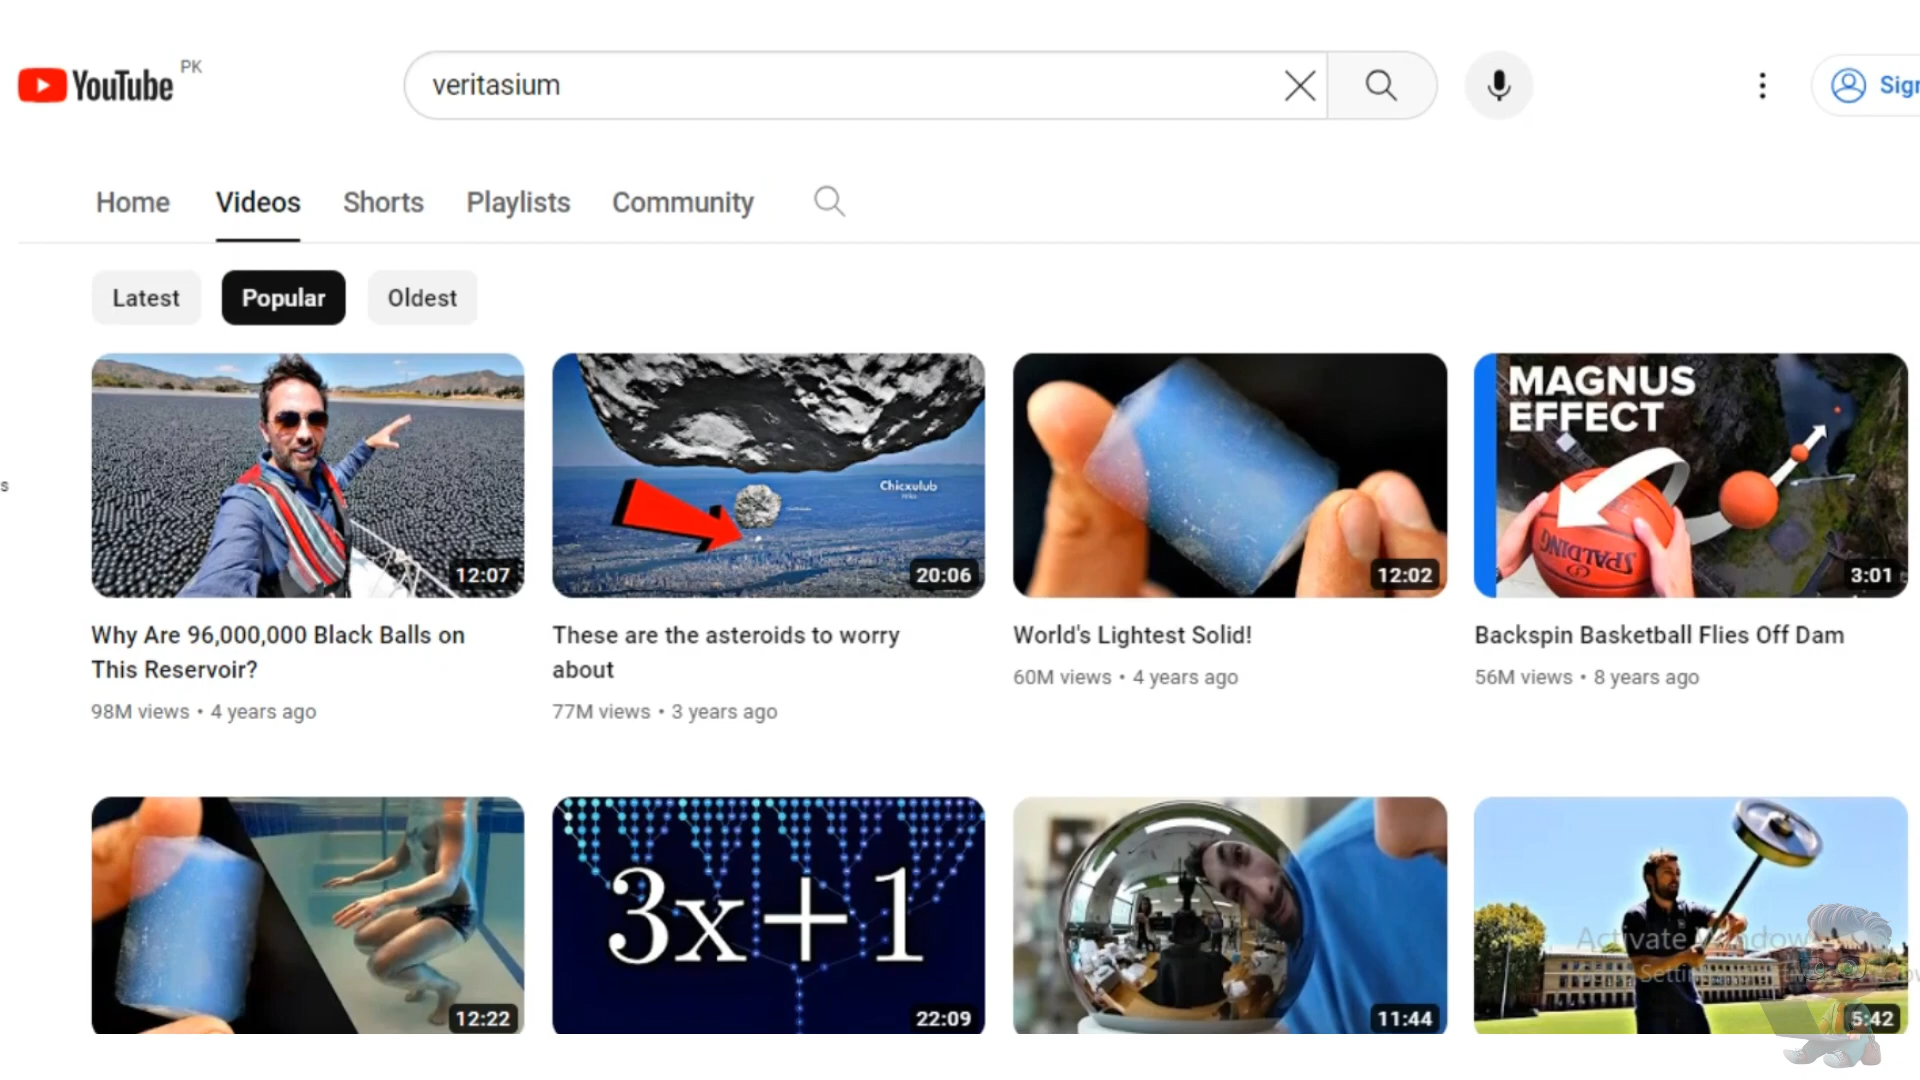 YouTube PK
veritasium
Sign
Home Videos Shorts Playlists Community
Latest Popular Oldest
s
Chicxulub
MAGNUS
EFFECT
SPALDING
12:07
20:06
12:02
3:01
Why Are 96,000,000 Black Balls on
This Reservoir?
98M views • 4 years ago
These are the asteroids to worry
about
77M views • 3 years ago
World's Lightest Solid!
60M views • 4 years ago
Backspin Basketball Flies Off Dam
56M views • 8 years ago
3x+1
Activate Windows
12:22
22:09
11:44
5:42